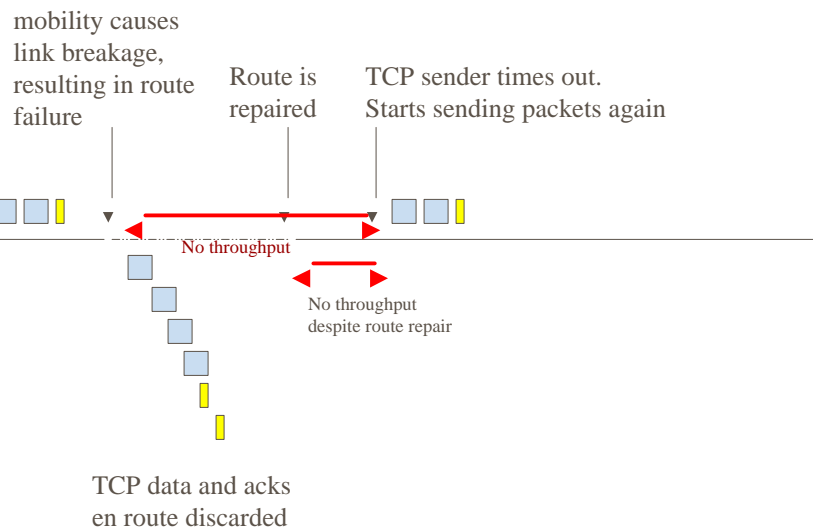 mobility causes
link breakage,
resulting in route
failure
Route is
repaired
TCP sender times out.
Starts sending packets again
No throughput
No throughput
despite route repair
TCP data and acks
en route discarded